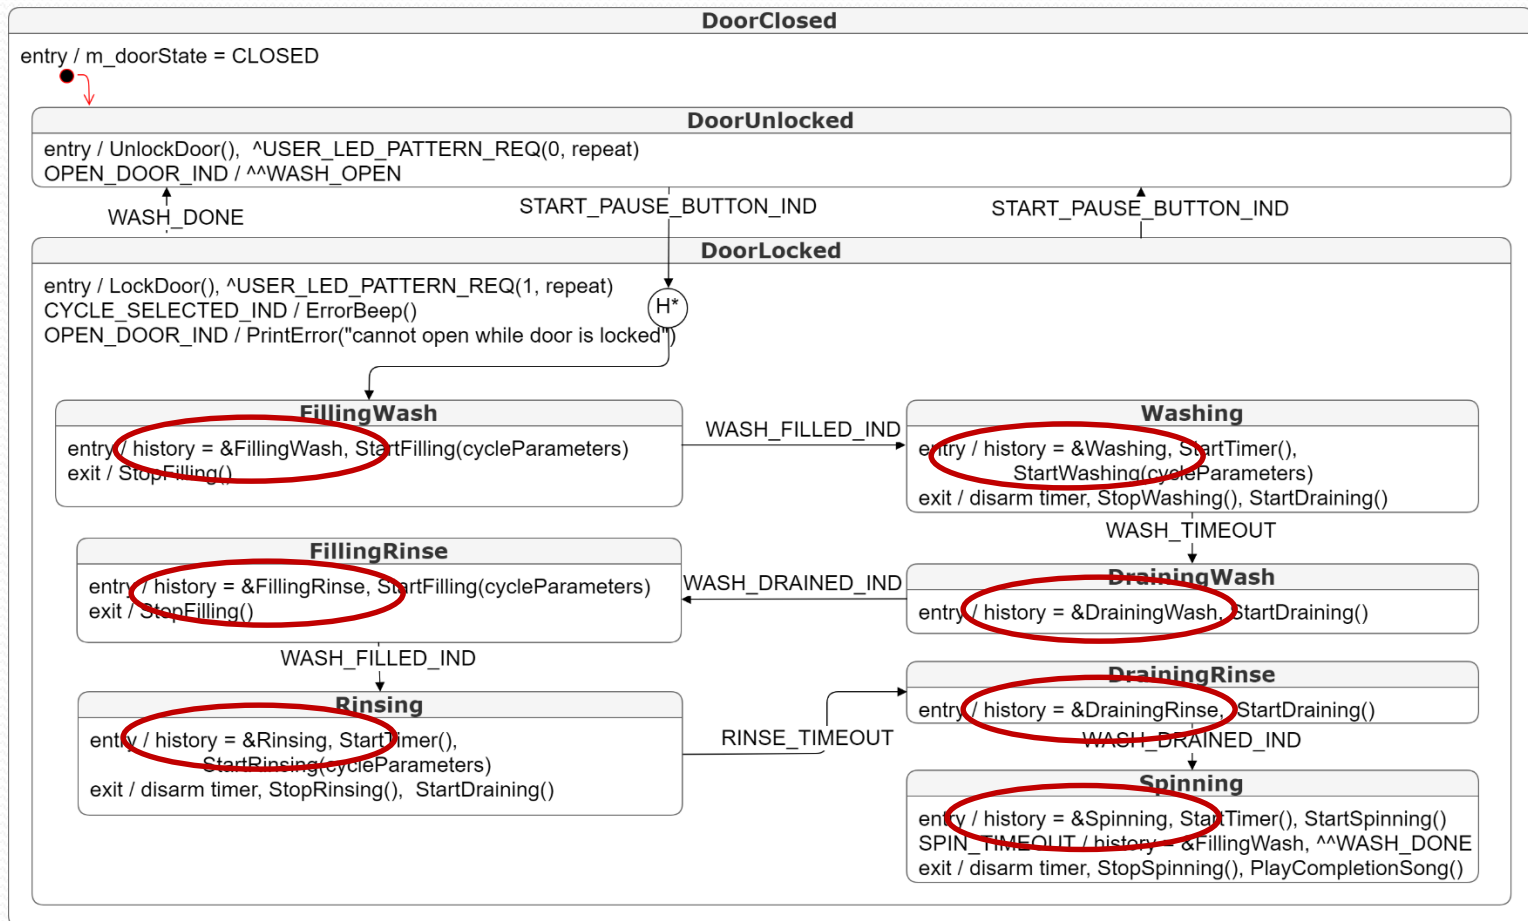 DoorClosed
entry / m_doorState = CLOSED
DoorUnlocked
entry / UnlockDoor(), ^USER_LED_PATTERN_REQ(0, repeat)
OPEN_DOOR_IND / ^^WASH_OPEN
WASH_DONE
START_PAUSE_BUTTON_IND
START_PAUSE_BUTTON_IND
DoorLocked
entry / LockDoor(), ^USER_LED_PATTERN_REQ(1, repeat)
CYCLE_SELECTED_IND / ErrorBeep()
OPEN_DOOR_IND / PrintError("cannot open while door is locked")
H*
FillingWash
entry / history = &FillingWash, StartFilling(cycleParameters)
exit / StopFilling()
WASH_FILLED_IND
Washing
entry / history = &Washing, StartTimer(),
StartWashing(cycleParameters)
exit / disarm timer, StopWashing(), StartDraining()
WASH_TIMEOUT
DrainingWash
entry / history = &DrainingWash, StartDraining()
WASH_DRAINED_IND
FillingRinse
entry / history = &FillingRinse, StartFilling(cycleParameters)
exit / StopFilling()
WASH_FILLED_IND
Rinsing
entry / history = &Rinsing, StartTimer(),
StartRinsing(cycleParameters)
exit / disarm timer, StopRinsing(), StartDraining()
RINSE_TIMEOUT
DrainingRinse
entry / history = &DrainingRinse, StartDraining()
WASH_DRAINED_IND
Spinning
entry / history = &Spinning, StartTimer(), StartSpinning()
SPIN_TIMEOUT / history = &FillingWash, ^^WASH_DONE
exit / disarm timer, StopSpinning(), PlayCompletionSong()